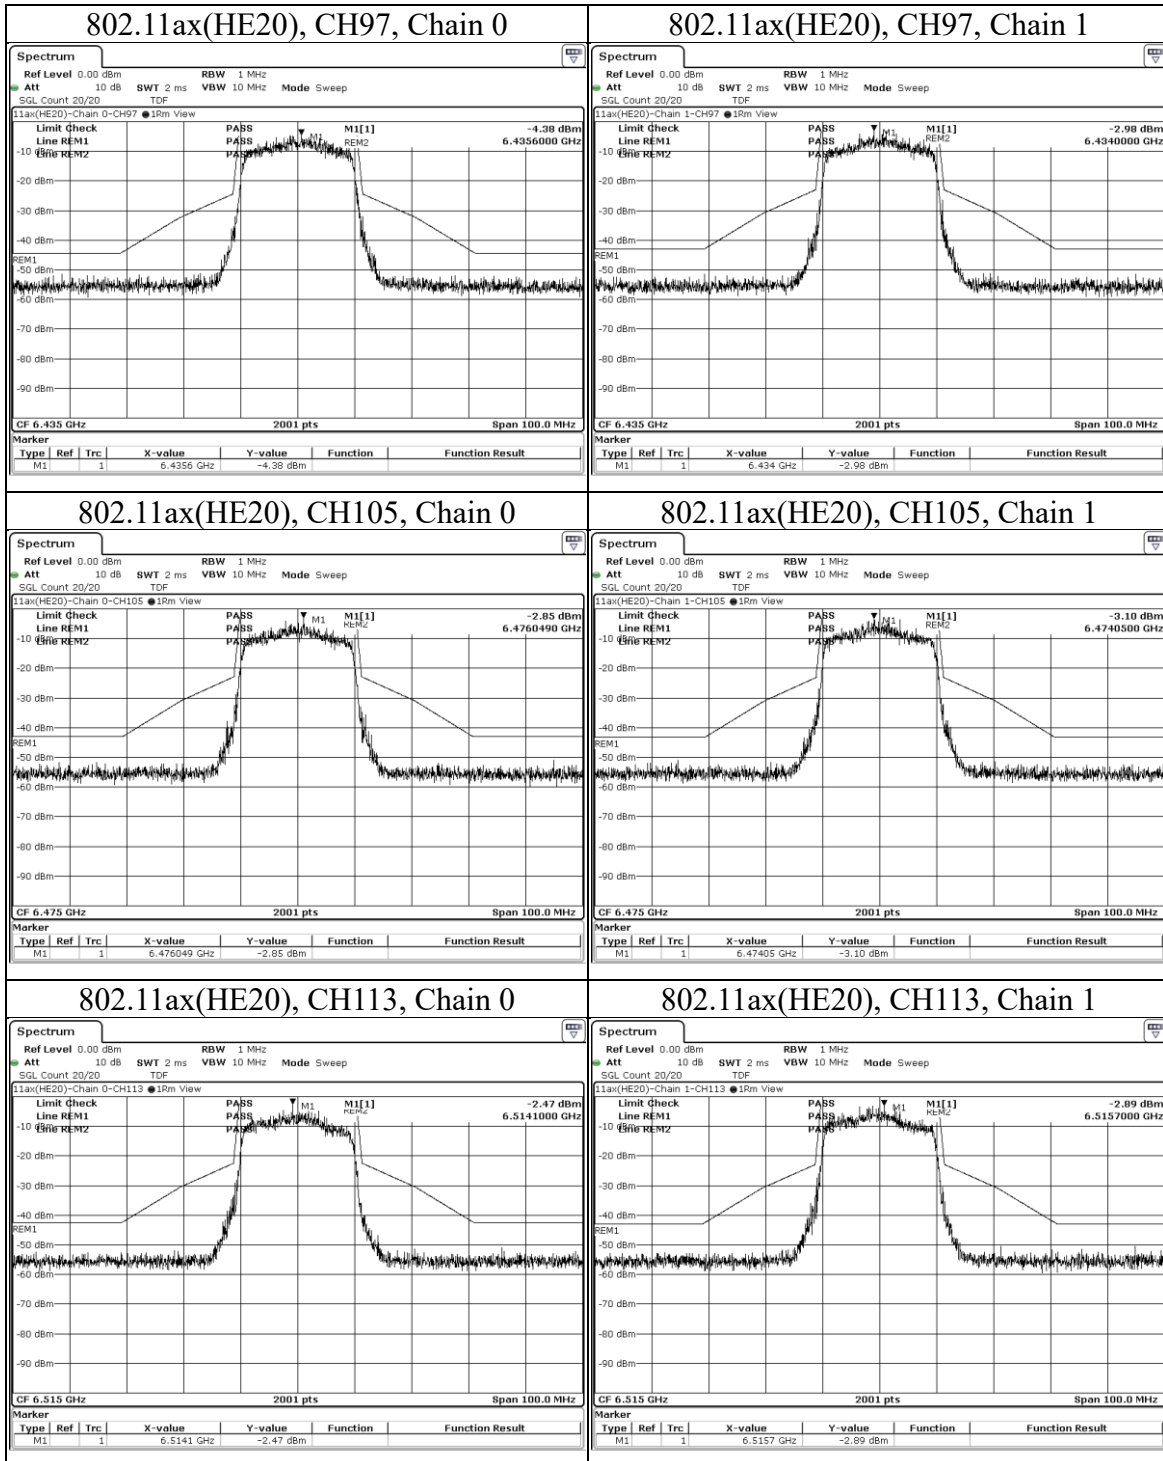 802.11ax(HE20), CH97, Chain 0
Spectrum
Ref Level 0.00 dBm RBW 1 MHz
Att 10 dB SWT 2 ms VBW 10 MHz Mode Sweep
SGL Count 20/20 TDF
11ax(HE20)-Chain 0-CH97 1Rm View
Limit Check PASS M1[1] -4.38 dBm
Line REM1 PASS 6.4356000 GHz
Line REM2 PASS
M1
REM2
-10 dBm
-20 dBm
-30 dBm
-40 dBm
REM1
-50 dBm
-60 dBm
-70 dBm
-80 dBm
-90 dBm
CF 6.435 GHz 2001 pts Span 100.0 MHz
Marker
Type Ref Trc X-value Y-value Function Function Result
M1 1 6.4356 GHz -4.38 dBm
802.11ax(HE20), CH97, Chain 1
Spectrum
Ref Level 0.00 dBm RBW 1 MHz
Att 10 dB SWT 2 ms VBW 10 MHz Mode Sweep
SGL Count 20/20 TDF
11ax(HE20)-Chain 1-CH97 1Rm View
Limit Check PASS M1[1] -2.98 dBm
Line REM1 PASS 6.4340000 GHz
Line REM2 PASS
M1
REM2
-10 dBm
-20 dBm
-30 dBm
-40 dBm
REM1
-50 dBm
-60 dBm
-70 dBm
-80 dBm
-90 dBm
CF 6.435 GHz 2001 pts Span 100.0 MHz
Marker
Type Ref Trc X-value Y-value Function Function Result
M1 1 6.434 GHz -2.98 dBm
802.11ax(HE20), CH105, Chain 0
Spectrum
Ref Level 0.00 dBm RBW 1 MHz
Att 10 dB SWT 2 ms VBW 10 MHz Mode Sweep
SGL Count 20/20 TDF
11ax(HE20)-Chain 0-CH105 1Rm View
Limit Check PASS M1[1] -2.85 dBm
Line REM1 PASS 6.4760490 GHz
Line REM2 PASS
M1
REM2
-10 dBm
-20 dBm
-30 dBm
-40 dBm
REM1
-50 dBm
-60 dBm
-70 dBm
-80 dBm
-90 dBm
CF 6.475 GHz 2001 pts Span 100.0 MHz
Marker
Type Ref Trc X-value Y-value Function Function Result
M1 1 6.476049 GHz -2.85 dBm
802.11ax(HE20), CH105, Chain 1
Spectrum
Ref Level 0.00 dBm RBW 1 MHz
Att 10 dB SWT 2 ms VBW 10 MHz Mode Sweep
SGL Count 20/20 TDF
11ax(HE20)-Chain 1-CH105 1Rm View
Limit Check PASS M1[1] -3.10 dBm
Line REM1 PASS 6.4740500 GHz
Line REM2 PASS
M1
REM2
-10 dBm
-20 dBm
-30 dBm
-40 dBm
REM1
-50 dBm
-60 dBm
-70 dBm
-80 dBm
-90 dBm
CF 6.475 GHz 2001 pts Span 100.0 MHz
Marker
Type Ref Trc X-value Y-value Function Function Result
M1 1 6.47405 GHz -3.10 dBm
802.11ax(HE20), CH113, Chain 0
Spectrum
Ref Level 0.00 dBm RBW 1 MHz
Att 10 dB SWT 2 ms VBW 10 MHz Mode Sweep
SGL Count 20/20 TDF
11ax(HE20)-Chain 0-CH113 1Rm View
Limit Check PASS M1[1] -2.47 dBm
Line REM1 PASS 6.5141000 GHz
Line REM2 PASS
M1
REM2
-10 dBm
-20 dBm
-30 dBm
-40 dBm
REM1
-50 dBm
-60 dBm
-70 dBm
-80 dBm
-90 dBm
CF 6.515 GHz 2001 pts Span 100.0 MHz
Marker
Type Ref Trc X-value Y-value Function Function Result
M1 1 6.5141 GHz -2.47 dBm
802.11ax(HE20), CH113, Chain 1
Spectrum
Ref Level 0.00 dBm RBW 1 MHz
Att 10 dB SWT 2 ms VBW 10 MHz Mode Sweep
SGL Count 20/20 TDF
11ax(HE20)-Chain 1-CH113 1Rm View
Limit Check PASS M1[1] -2.89 dBm
Line REM1 PASS 6.5157000 GHz
Line REM2 PASS
M1
REM2
-10 dBm
-20 dBm
-30 dBm
-40 dBm
REM1
-50 dBm
-60 dBm
-70 dBm
-80 dBm
-90 dBm
CF 6.515 GHz 2001 pts Span 100.0 MHz
Marker
Type Ref Trc X-value Y-value Function Function Result
M1 1 6.5157 GHz -2.89 dBm